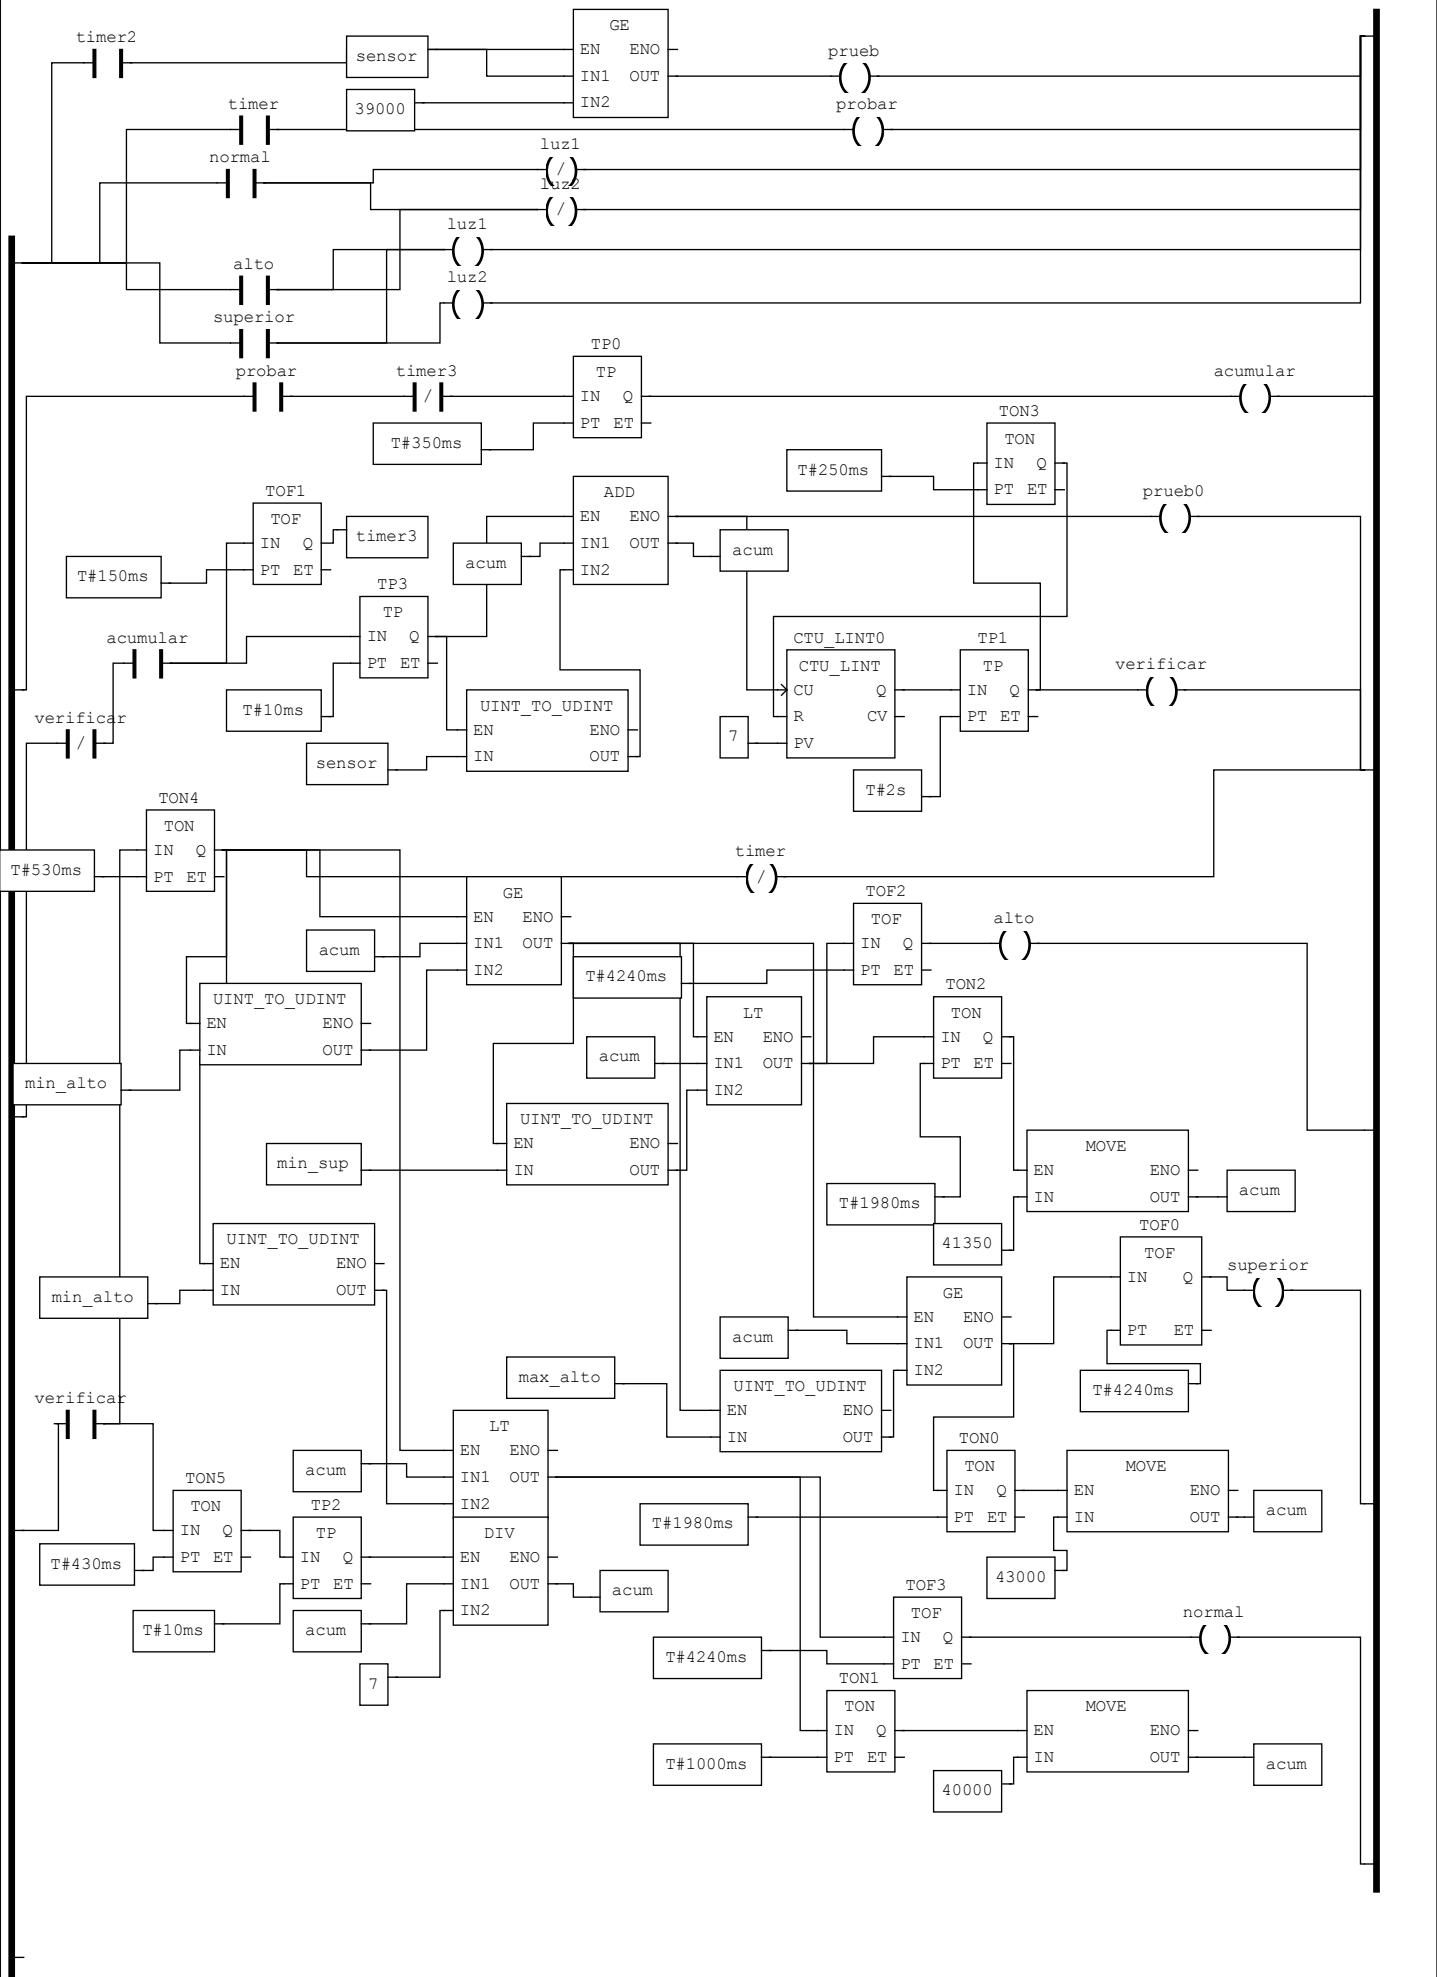 GE
timer2
sensor
EN ENO
prueb
IN1 OUT
39000
IN2
timer
probar
normal
luz1
/
luz2
/
luz1
alto
luz2
superior
TP0
probar
timer3
TP
acumular
/
IN Q
PT ET
T#350ms
TON3
TON
T#250ms
IN Q
PT ET
TOF1
ADD
prueb0
TOF
EN ENO
timer3
IN Q
IN1 OUT
acum
acum
T#150ms
PT ET
IN2
TP3
TP
acumular
IN Q
CTU_LINT0
TP1
PT ET
CTU_LINT
TP
verificar
CU Q
IN Q
T#10ms
UINT_TO_UDINT
R CV
PT ET
verificar
EN ENO
/
7
PV
sensor
IN OUT
T#2s
TON4
TON
IN Q
timer
T#530ms
PT ET
/
GE
TOF2
EN ENO
TOF
alto
acum
IN1 OUT
IN Q
T#4240ms
IN2
PT ET
TON2
UINT_TO_UDINT
LT
TON
EN ENO
EN ENO
IN Q
IN OUT
acum
IN1 OUT
PT ET
min_alto
IN2
UINT_TO_UDINT
EN ENO
MOVE
min_sup
IN OUT
EN ENO
acum
T#1980ms
IN OUT
TOF0
41350
UINT_TO_UDINT
TOF
EN ENO
IN Q
superior
min_alto
IN OUT
GE
EN ENO
PT ET
acum
IN1 OUT
IN2
max_alto
UINT_TO_UDINT
T#4240ms
verificar
EN ENO
LT
IN OUT
TON0
EN ENO
TON
MOVE
acum
IN1 OUT
TON5
IN Q
EN ENO
TON
TP2
IN2
T#1980ms
PT ET
IN OUT
acum
IN Q
TP
DIV
T#430ms
PT ET
IN Q
EN ENO
43000
PT ET
IN1 OUT
acum
TOF3
T#10ms
acum
IN2
TOF
normal
IN Q
T#4240ms
PT ET
7
TON1
TON
MOVE
IN Q
EN ENO
T#1000ms
PT ET
IN OUT
acum
40000